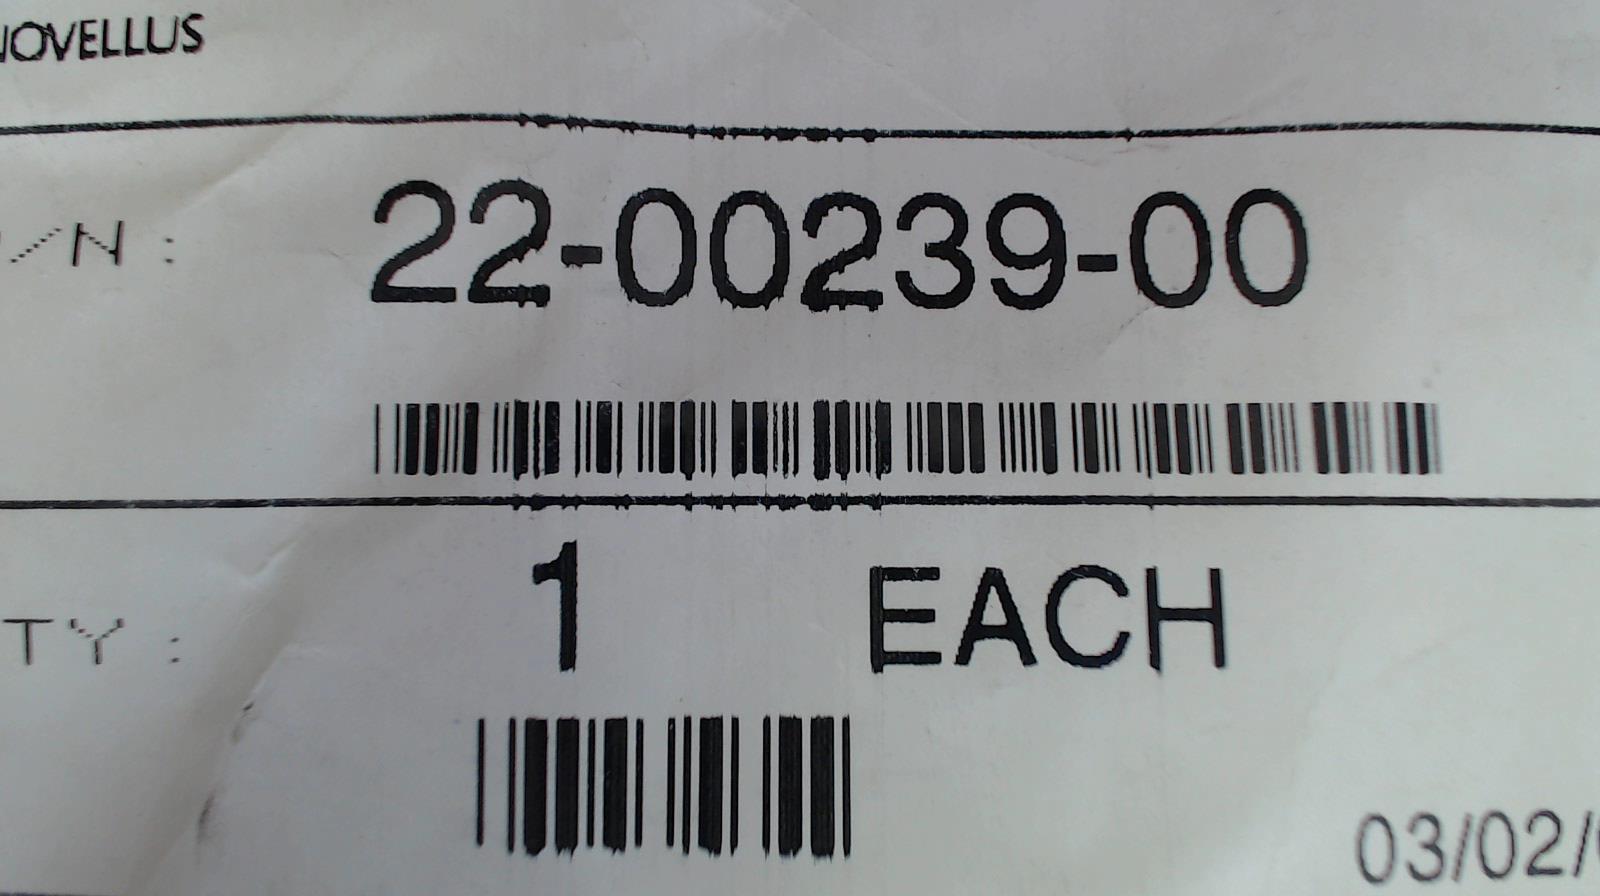 NOVELLUS
P/N: 22-00239-00
TY: 1 EACH
03/02/